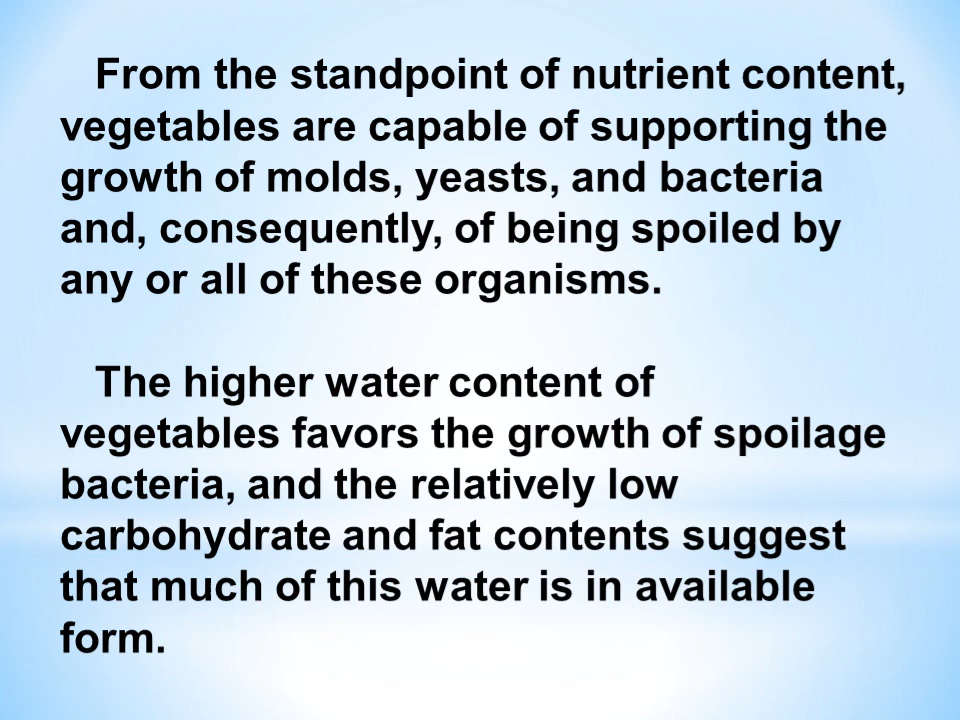 From the standpoint of nutrient content,
vegetables are capable of supporting the
growth of molds, yeasts, and bacteria
and, consequently, of being spoiled by
any or all of these organisms.
The higher water content of
vegetables favors the growth of spoilage
bacteria, and the relatively low
carbohydrate and fat contents suggest
that much of this water is in available
form.